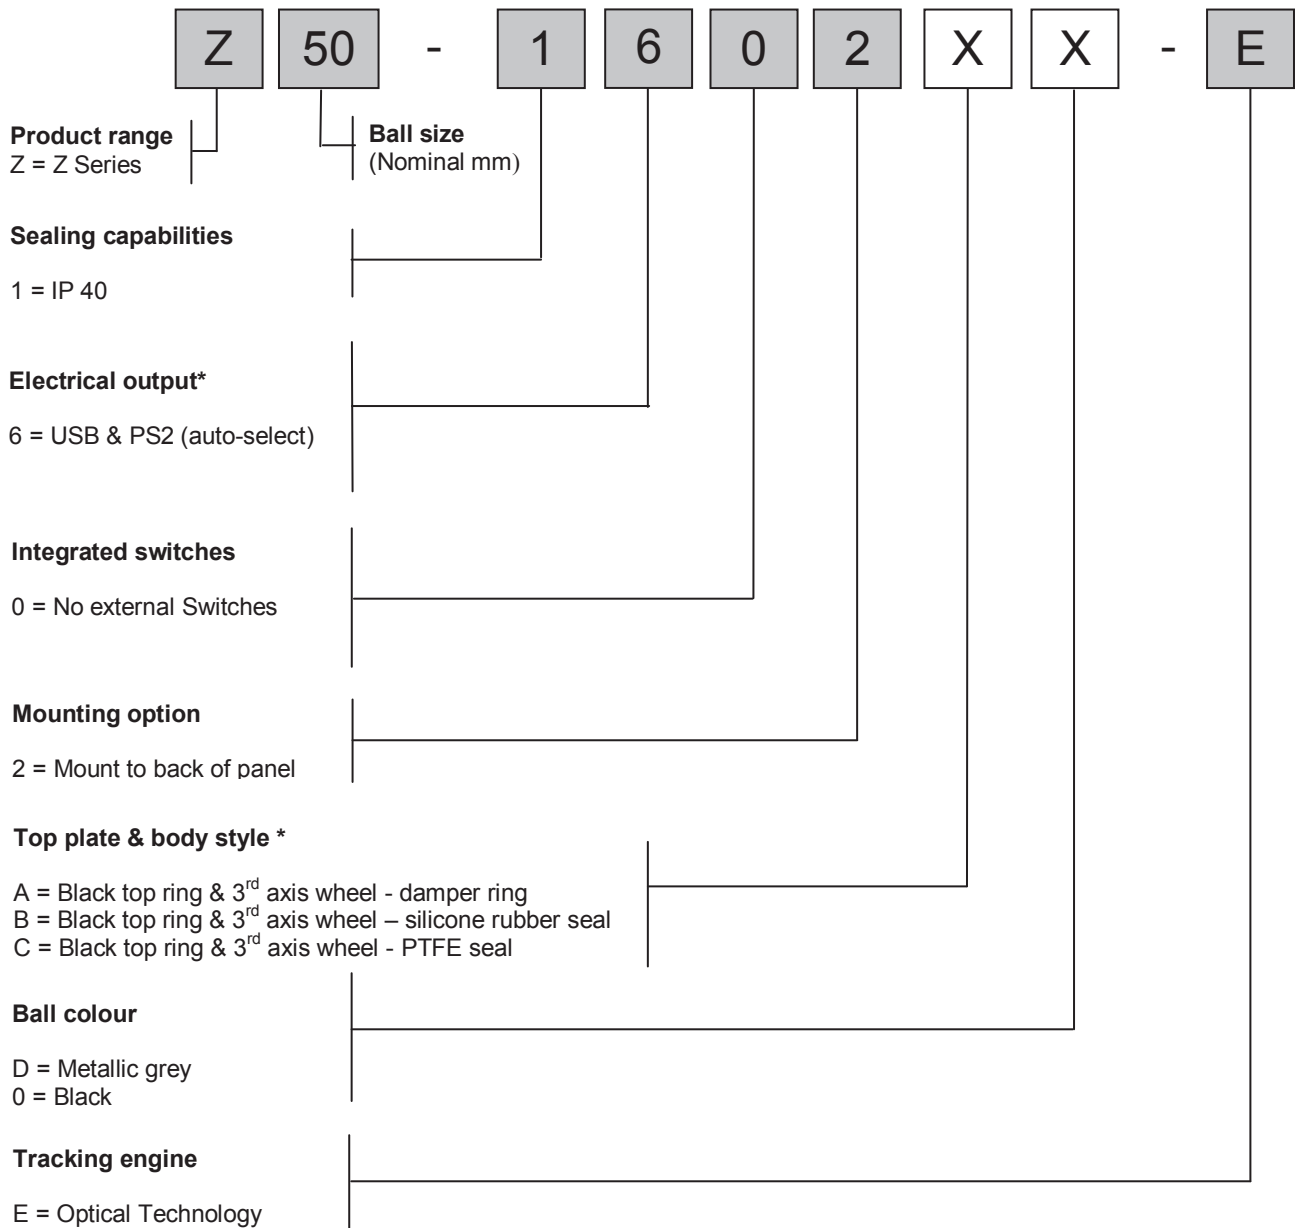 Z 50 - 1 6 0 2 X X - E
Product range
Z = Z Series
Ball size
(Nominal mm)
Sealing capabilities
1 = IP 40
Electrical output*
6 = USB & PS2 (auto-select)
Integrated switches
0 = No external Switches
Mounting option
2 = Mount to back of panel
Top plate & body style *
A = Black top ring & 3rd axis wheel - damper ring
B = Black top ring & 3rd axis wheel – silicone rubber seal
C = Black top ring & 3rd axis wheel - PTFE seal
Ball colour
D = Metallic grey
0 = Black
Tracking engine
E = Optical Technology